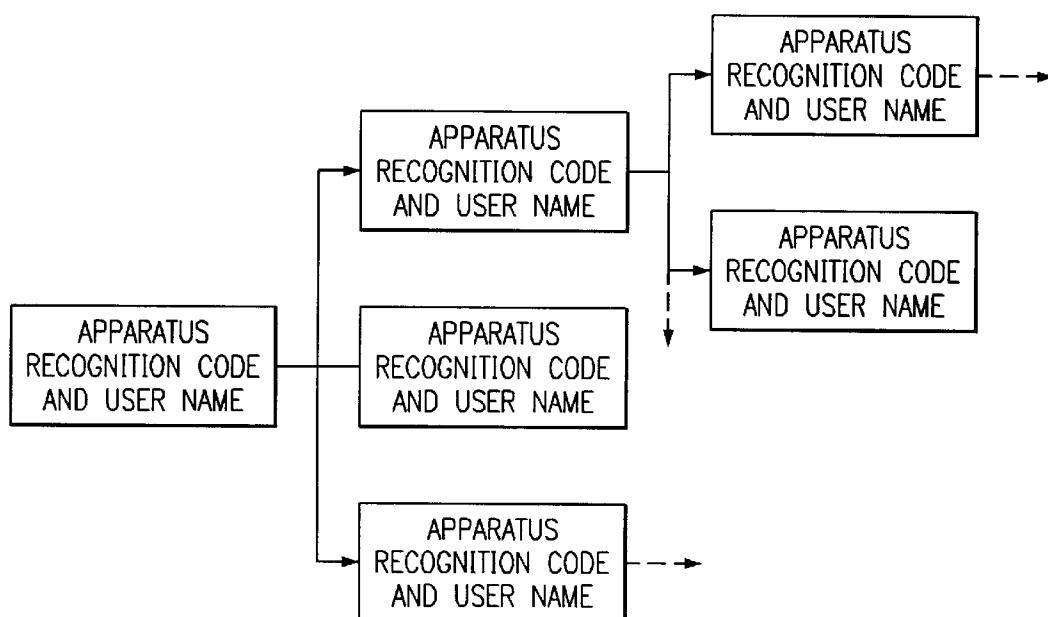 APPARATUS
RECOGNITION CODE
AND USER NAME
APPARATUS
RECOGNITION CODE
AND USER NAME
APPARATUS
RECOGNITION CODE
AND USER NAME
APPARATUS
RECOGNITION CODE
AND USER NAME
APPARATUS
RECOGNITION CODE
AND USER NAME
APPARATUS
RECOGNITION CODE
AND USER NAME